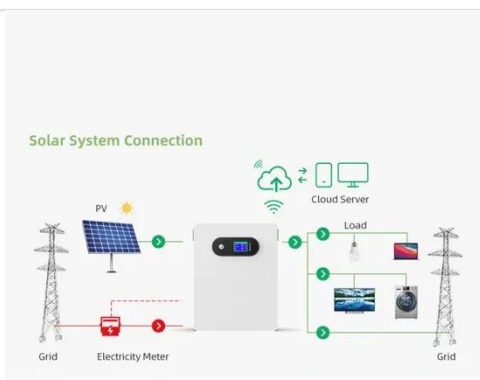 Solar System Connection
Cloud Server
PV
Load
Grid
Electricity Meter
Grid